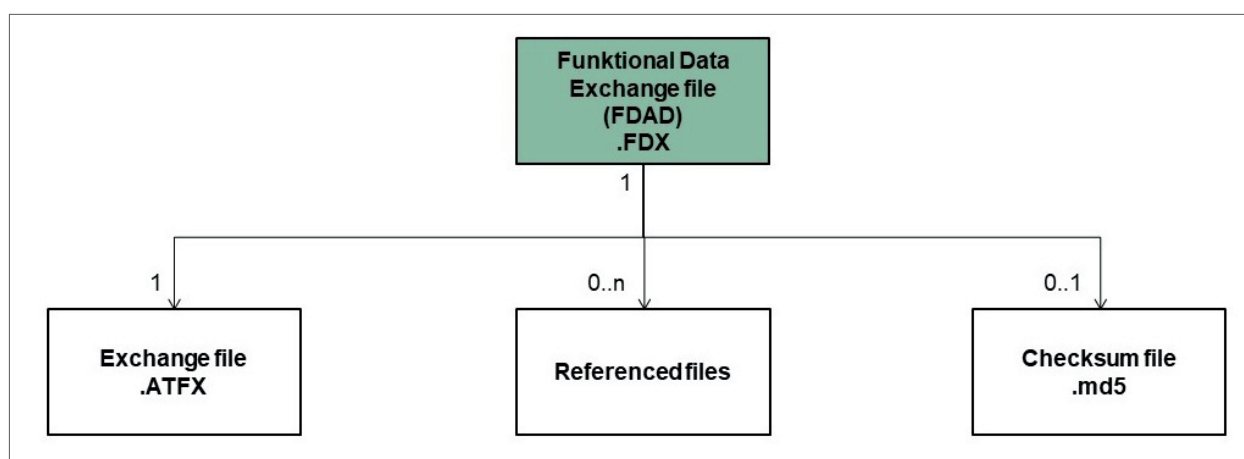 Funktional Data
Exchange file
(FDAD)
.FDX
1
1
0..n
0..1
Exchange file
.ATFX
Referenced files
Checksum file
.md5